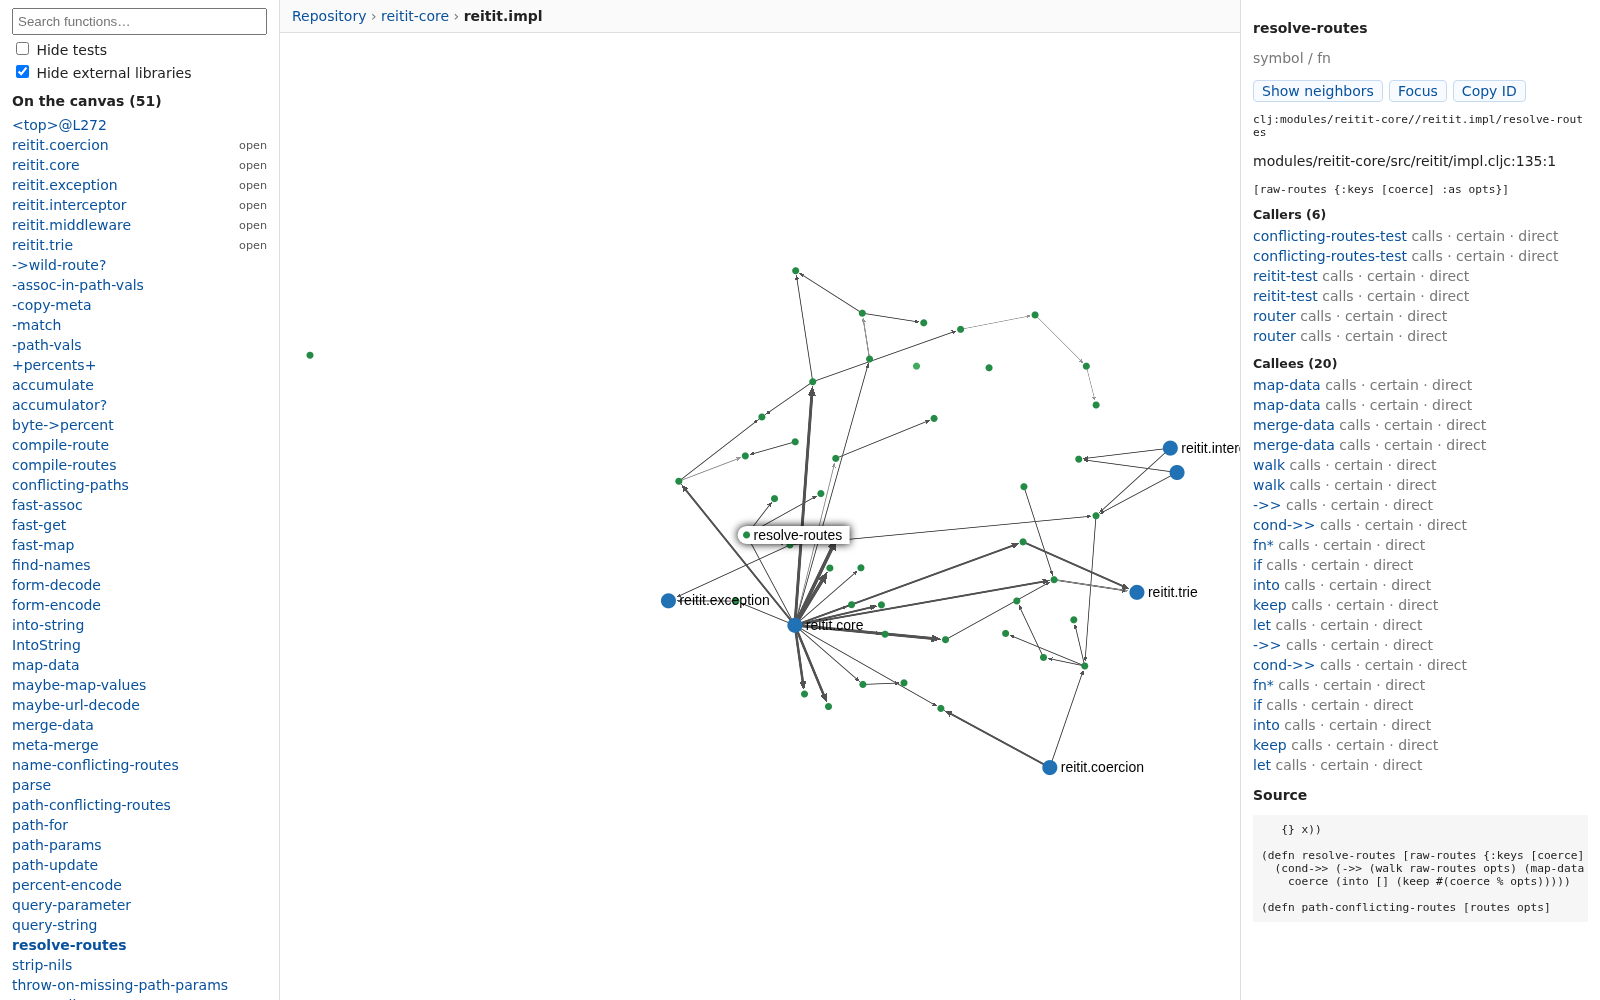 Search functions…
Hide tests
Hide external libraries
On the canvas (51)
<top>@L272
reitit.coercion open
reitit.core open
reitit.exception open
reitit.interceptor open
reitit.middleware open
reitit.trie open
->wild-route?
-assoc-in-path-vals
-copy-meta
-match
-path-vals
+percents+
accumulate
accumulator?
byte->percent
compile-route
compile-routes
conflicting-paths
fast-assoc
fast-get
fast-map
find-names
form-decode
form-encode
into-string
IntoString
map-data
maybe-map-values
maybe-url-decode
merge-data
meta-merge
name-conflicting-routes
parse
path-conflicting-routes
path-for
path-params
path-update
percent-encode
query-parameter
query-string
resolve-routes
strip-nils
throw-on-missing-path-params
Repository › reitit-core › reitit.impl
reitit.inter
resolve-routes
reitit.trie
reitit.exception
reitit.core
reitit.coercion
resolve-routes
symbol / fn
Show neighbors Focus Copy ID
clj:modules/reitit-core//reitit.impl/resolve-rout
es
modules/reitit-core/src/reitit/impl.cljc:135:1
[raw-routes {:keys [coerce] :as opts}]
Callers (6)
conflicting-routes-test calls · certain · direct
conflicting-routes-test calls · certain · direct
reitit-test calls · certain · direct
reitit-test calls · certain · direct
router calls · certain · direct
router calls · certain · direct
Callees (20)
map-data calls · certain · direct
map-data calls · certain · direct
merge-data calls · certain · direct
merge-data calls · certain · direct
walk calls · certain · direct
walk calls · certain · direct
->> calls · certain · direct
cond->> calls · certain · direct
fn* calls · certain · direct
if calls · certain · direct
into calls · certain · direct
keep calls · certain · direct
let calls · certain · direct
->> calls · certain · direct
cond->> calls · certain · direct
fn* calls · certain · direct
if calls · certain · direct
into calls · certain · direct
keep calls · certain · direct
let calls · certain · direct
Source
{} x))
(defn resolve-routes [raw-routes {:keys [coerce]
(cond->> (->> (walk raw-routes opts) (map-data
coerce (into [] (keep #(coerce % opts)))))
(defn path-conflicting-routes [routes opts]